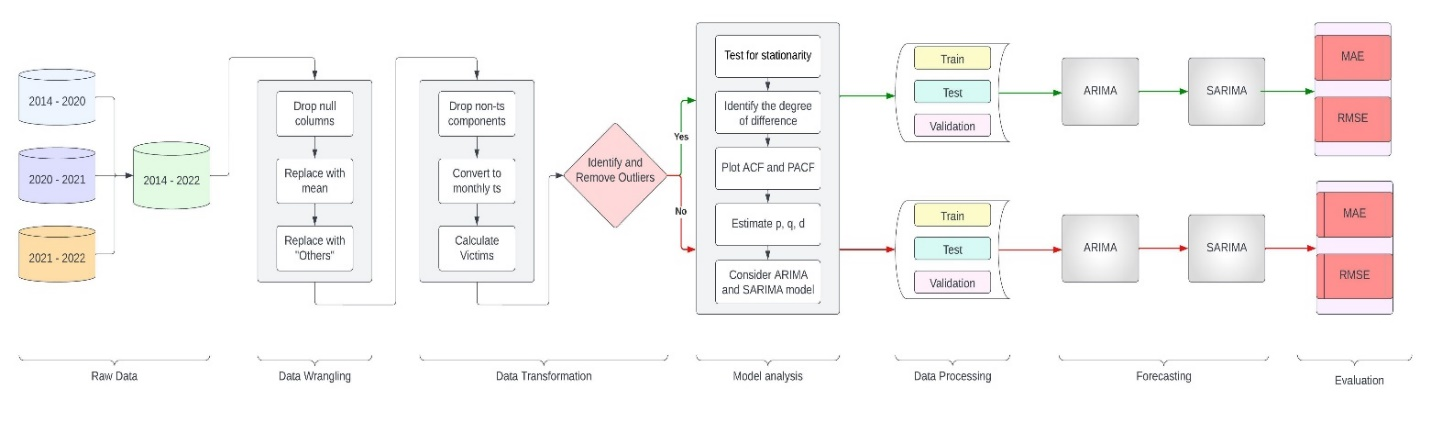 2014 - 2020
2020 - 2021
2021 - 2022
2014 - 2022
Drop null
columns
Replace with
mean
Replace with
"Others"
Drop non-ts
components
Convert to
monthly ts
Calculate
Victims
Identify and
Remove Outliers
Yes
No
Test for stationarity
Identify the degree
of difference
Plot ACF and PACF
Estimate p, q, d
Consider ARIMA
and SARIMA model
Train
Test
Validation
ARIMA
SARIMA
MAE
RMSE
Train
Test
Validation
ARIMA
SARIMA
MAE
RMSE
Raw Data
Data Wrangling
Data Transformation
Model analysis
Data Processing
Forecasting
Evaluation